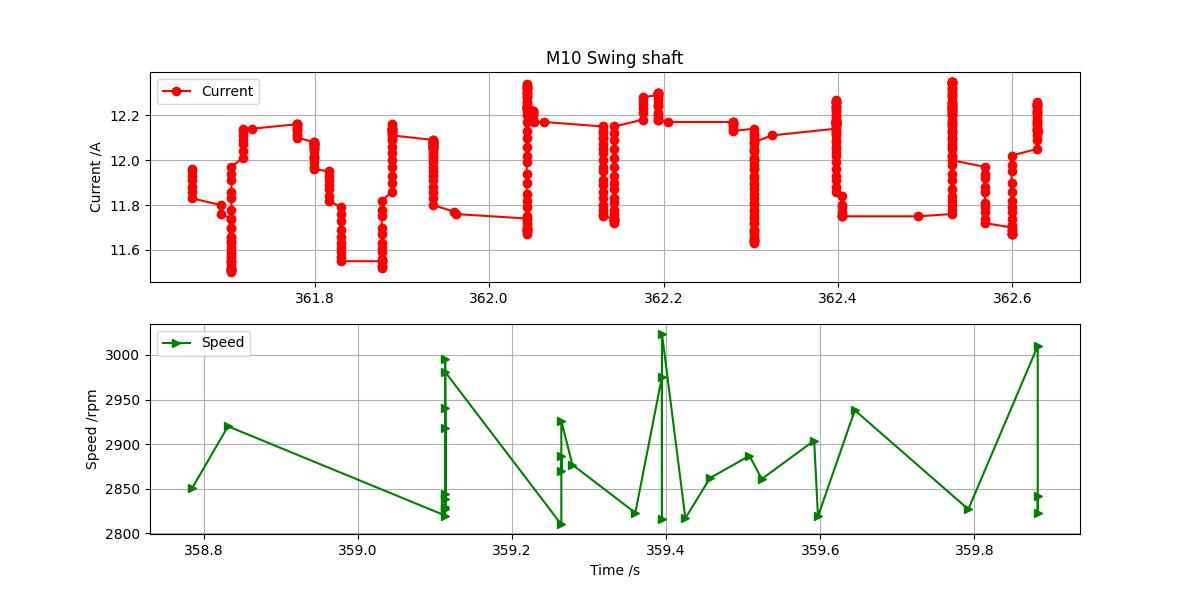 M10 Swing shaft
Current
Current /A
12.2
12.0
11.8
11.6
361.8 362.0 362.2 362.4 362.6
Speed
Speed /rpm
3000
2950
2900
2850
2800
358.8 359.0 359.2 359.4 359.6 359.8
Time /s